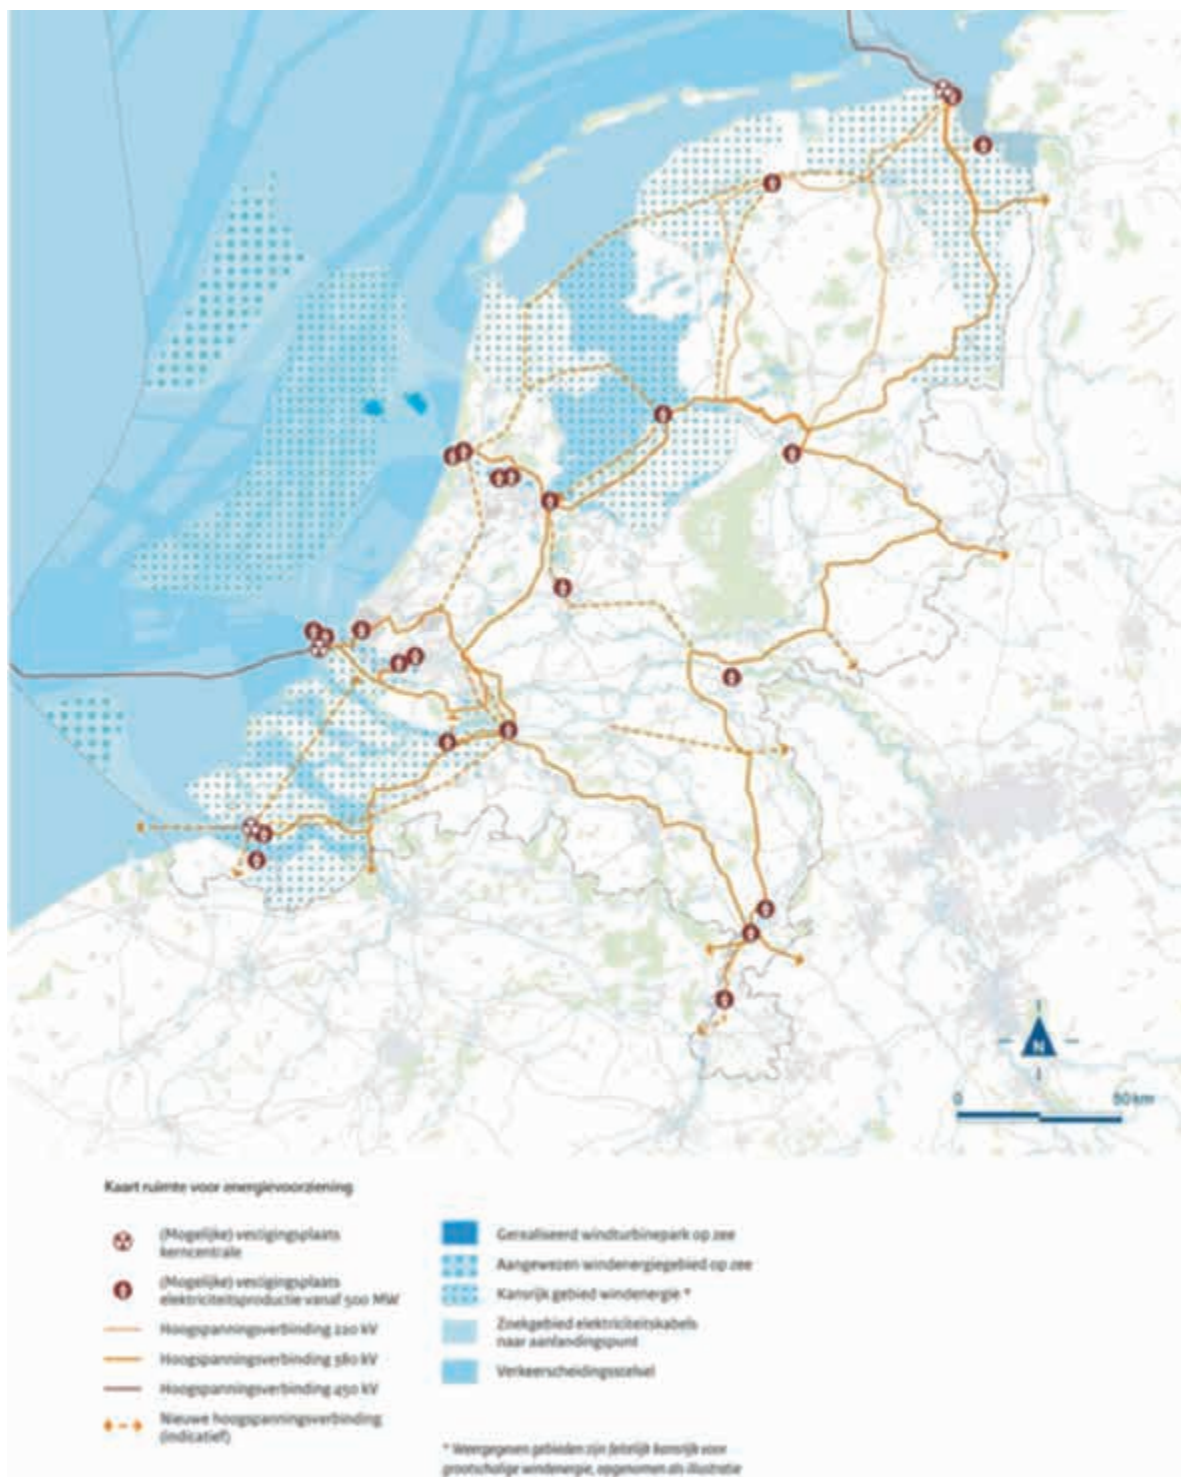 N
0 50 km
Kaart ruimte voor energievoorziening
(Mogelijke) vestigingsplaats
kerncentrale
(Mogelijke) vestigingsplaats
elektriciteitsproductie vanaf 500 MW
Hoogspanningsverbinding 220 kV
Hoogspanningsverbinding 380 kV
Hoogspanningsverbinding 450 kV
Nieuwe hoogspanningsverbinding
(indicatief)
Gerealiseerd windturbinepark op zee
Aangewezen windenergiegebied op zee
Kansrijk gebied windenergie *
Zoekgebied elektriciteitskabels
naar aanlandingspunt
Verkeerscheidingsstelsel
* Weergegeven gebieden zijn feitelijk kansrijk voor
grootschalige windenergie, opgenomen als illustratie